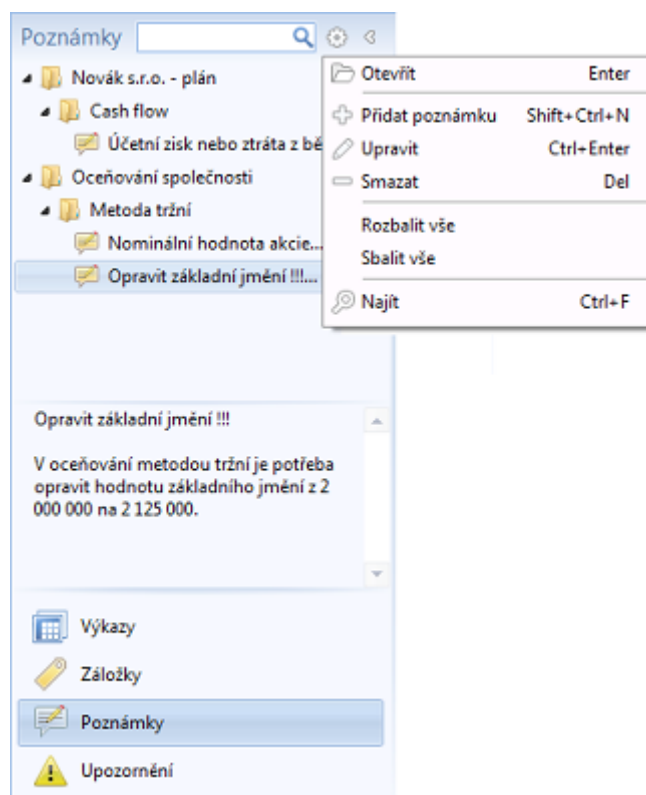 Poznámky
Novák s.r.o. - plán
Cash flow
Účetní zisk nebo ztráta z bě
Oceňování společnosti
Metoda tržní
Nominální hodnota akcie...
Opravit základní jmění !!!...
Otevřít Enter
Přidat poznámku Shift+Ctrl+N
Upravit Ctrl+Enter
Smazat Del
Rozbalit vše
Sbalit vše
Najít Ctrl+F
Opravit základní jmění !!!
V oceňování metodou tržní je potřeba
opravit hodnotu základního jmění z 2
000 000 na 2 125 000.
Výkazy
Záložky
Poznámky
Upozornění